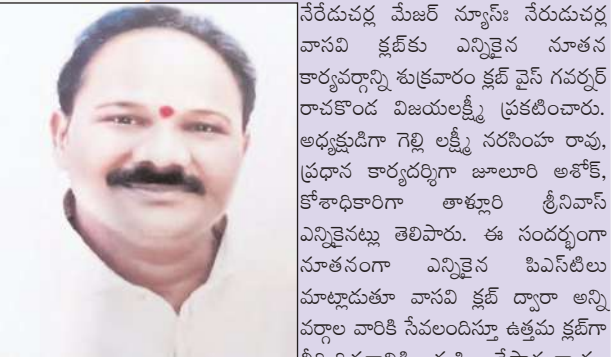 నేరేడుచర్ల మేజర్ న్యూస్ః నేరుడుచర్ల
వాసవి క్లబ్‌కు ఎన్నికైన నూతన
కార్యవర్గాన్ని శుక్రవారం క్లబ్ వైస్ గవర్నర్
రాచకొండ విజయలక్ష్మీ ప్రకటించారు.
అధ్యక్షుడిగా గెల్లి లక్ష్మీ నరసింహ రావు,
ప్రధాన కార్యదర్శిగా జూలూరి అశోక్,
కోశాధికారిగా తాళ్లూరి శ్రీనివాస్
ఎన్నికైనట్లు తెలిపారు. ఈ సందర్భంగా
నూతనంగా ఎన్నికైన పిఎస్‌టిలు
మాట్లాడుతూ వాసవి క్లబ్ ద్వారా అన్ని
వర్గాల వారికి సేవలందిస్తూ ఉత్తమ క్లబ్‌గా